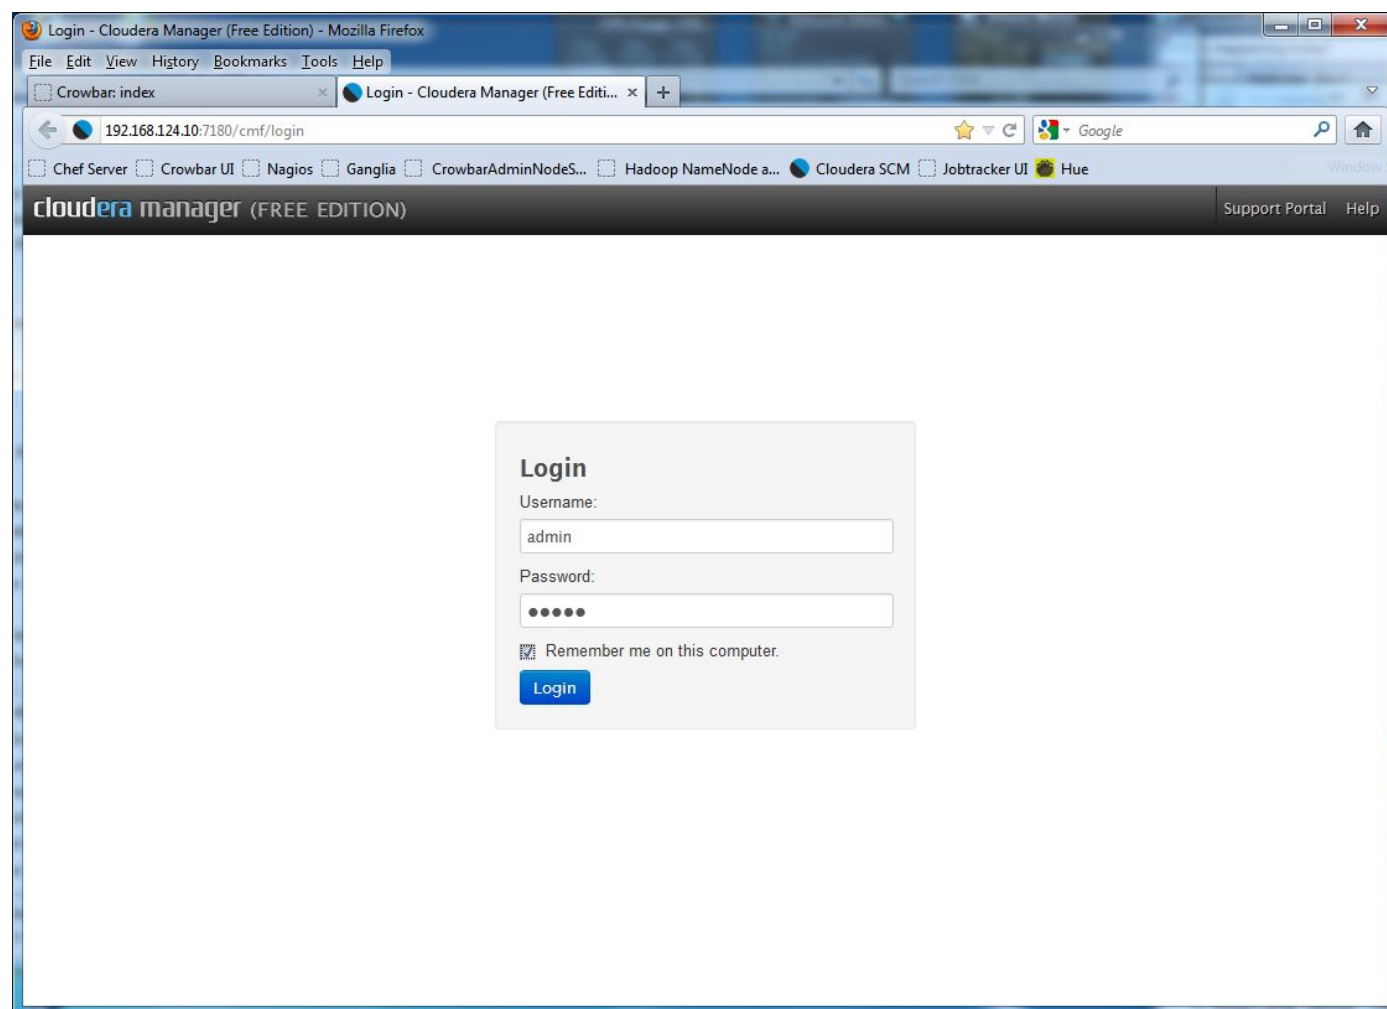 Login - Cloudera Manager (Free Edition) - Mozilla Firefox
File Edit View History Bookmarks Tools Help
Crowbar: index Login - Cloudera Manager (Free Editi...
192.168.124.10:7180/cmf/login Google
Chef Server Crowbar UI Nagios Ganglia CrowbarAdminNodeS... Hadoop NameNode a... Cloudera SCM Jobtracker UI Hue Window
cloudera manager (FREE EDITION) Support Portal Help
Login
Username:
admin
Password:
●●●●●
Remember me on this computer.
Login